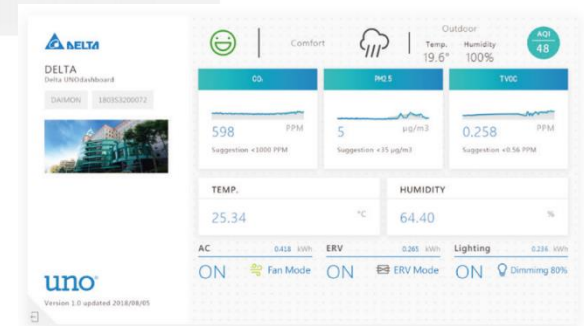 DELTA
DELTA
Delta UNOdashboard
DAIMON 180353200072
uno
Version 1.0 updated 2018/08/05
Comfort
Outdoor
Temp. Humidity
19.6° 100%
AQI
48
CO₂
598 PPM
Suggestion <1000 PPM
PM2.5
5 µg/m3
Suggestion <35 µg/m3
TVOC
0.258 PPM
Suggestion <0.56 PPM
TEMP.
25.34 °C
HUMIDITY
64.40 %
AC 0.418 kWh
ON Fan Mode
ERV 0.265 kWh
ON ERV Mode
Lighting 0.234 kWh
ON Dimmimg 80%